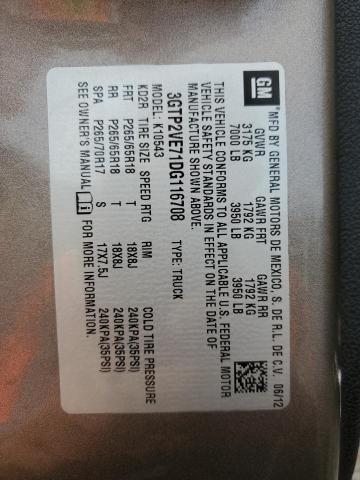 GM
*MFD BY GENERAL MOTORS DE MEXICO, S. DE R.L. DE C.V. 06/12
GVWR GAWR FRT GAWR RR
3175 KG 1792 KG 1792 KG
7000 LB 3950 LB 3950 LB
THIS VEHICLE CONFORMS TO ALL APPLICABLE U.S. FEDERAL MOTOR
VEHICLE SAFETY STANDARDS IN EFFECT ON THE DATE OF
MANUFACTURE SHOWN ABOVE.
3GTP2VE71DG116708 TYPE: TRUCK
MODEL: K10543
KD2R TIRE SIZE SPEED RTG RIM COLD TIRE PRESSURE
FRT P265/65R18 T 18X8J 240KPA(35PSI)
RR P265/65R18 T 18X8J 240KPA(35PSI)
SPA P265/70R17 S 17X7.5J 240KPA(35PSI)
SEE OWNER'S MANUAL i FOR MORE INFORMATION.